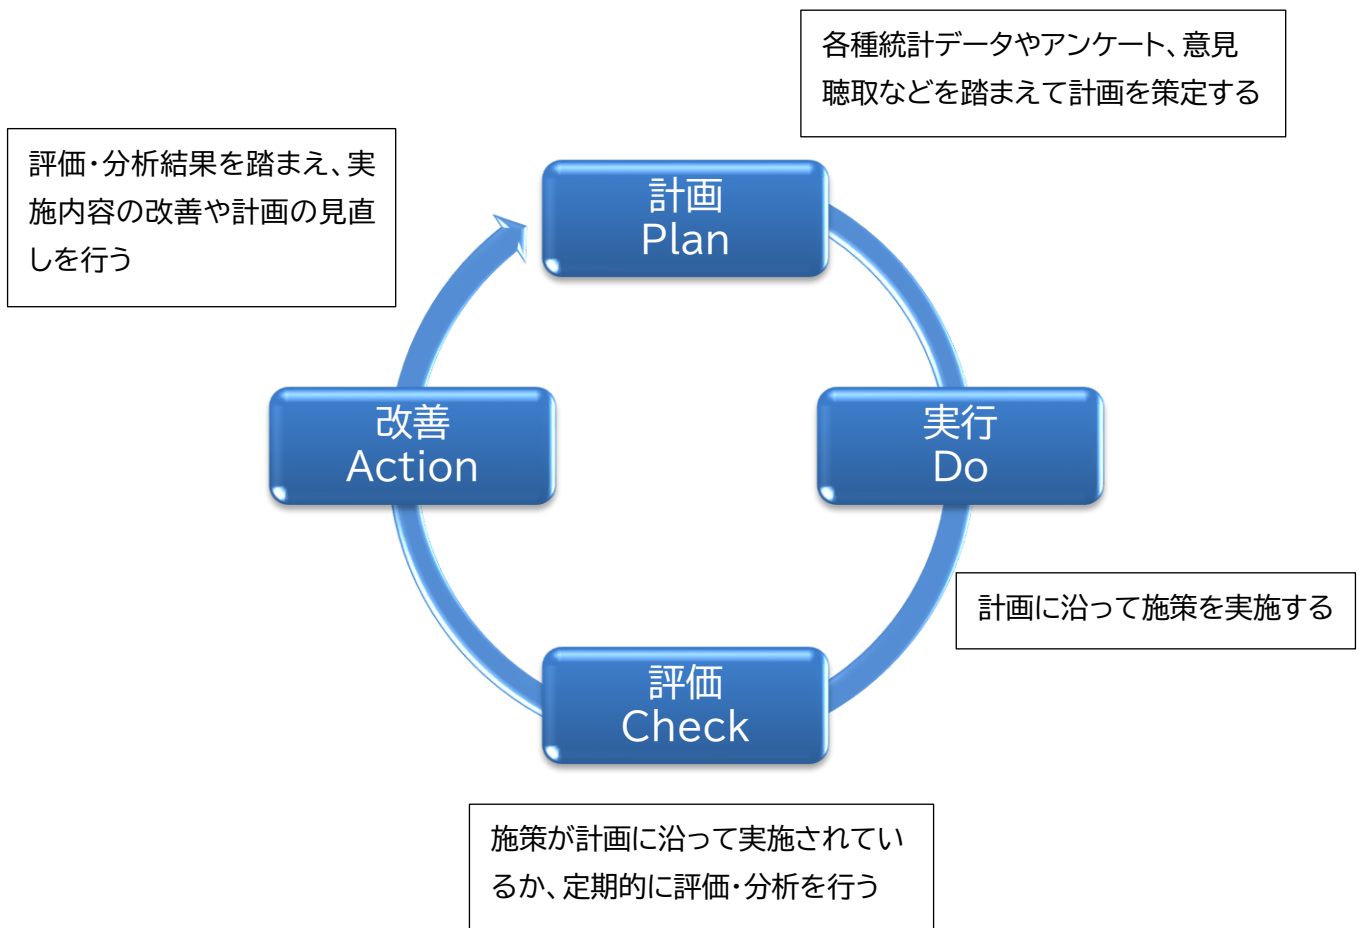 各種統計データやアンケート、意見
聴取などを踏まえて計画を策定する
評価・分析結果を踏まえ、実
施内容の改善や計画の見直
しを行う
計画
Plan
改善
Action
実行
Do
計画に沿って施策を実施する
評価
Check
施策が計画に沿って実施されてい
るか、定期的に評価・分析を行う